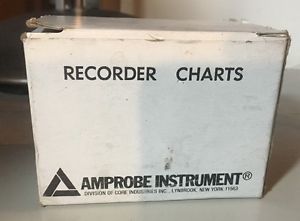 RECORDER CHARTS
AMPROBE INSTRUMENT®
DIVISION OF CORE INDUSTRIES INC., LYNBROOK, NEW YORK 11563